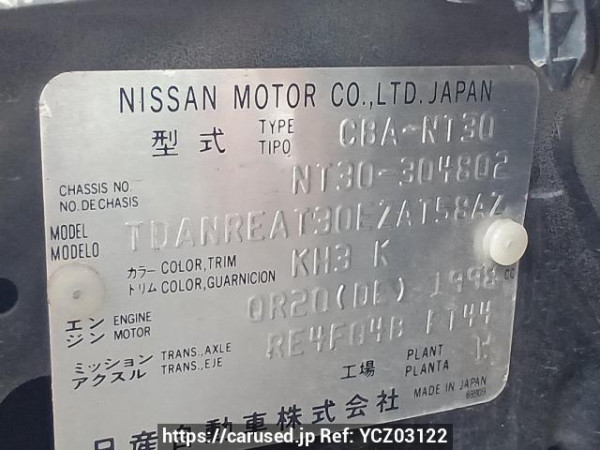 NISSAN MOTOR CO.,LTD. JAPAN
型式 TYPE TIPO CBA-NT30
CHASSIS NO. NO. DE CHASIS NT30-304802
MODEL MODELO TDANREAT30EZAT58AZ
カラー COLOR, TRIM KH3 K
トリム COLOR, GUARNICION
エンジン ENGINE MOTOR QR20(DE) 1998 CC
ミッション TRANS., AXLE RE4F04B FT44
アクスル TRANS., EJE
工場 PLANT PLANTA
MADE IN JAPAN
日産自動車株式会社
https://carused.jp Ref: YCZ03122